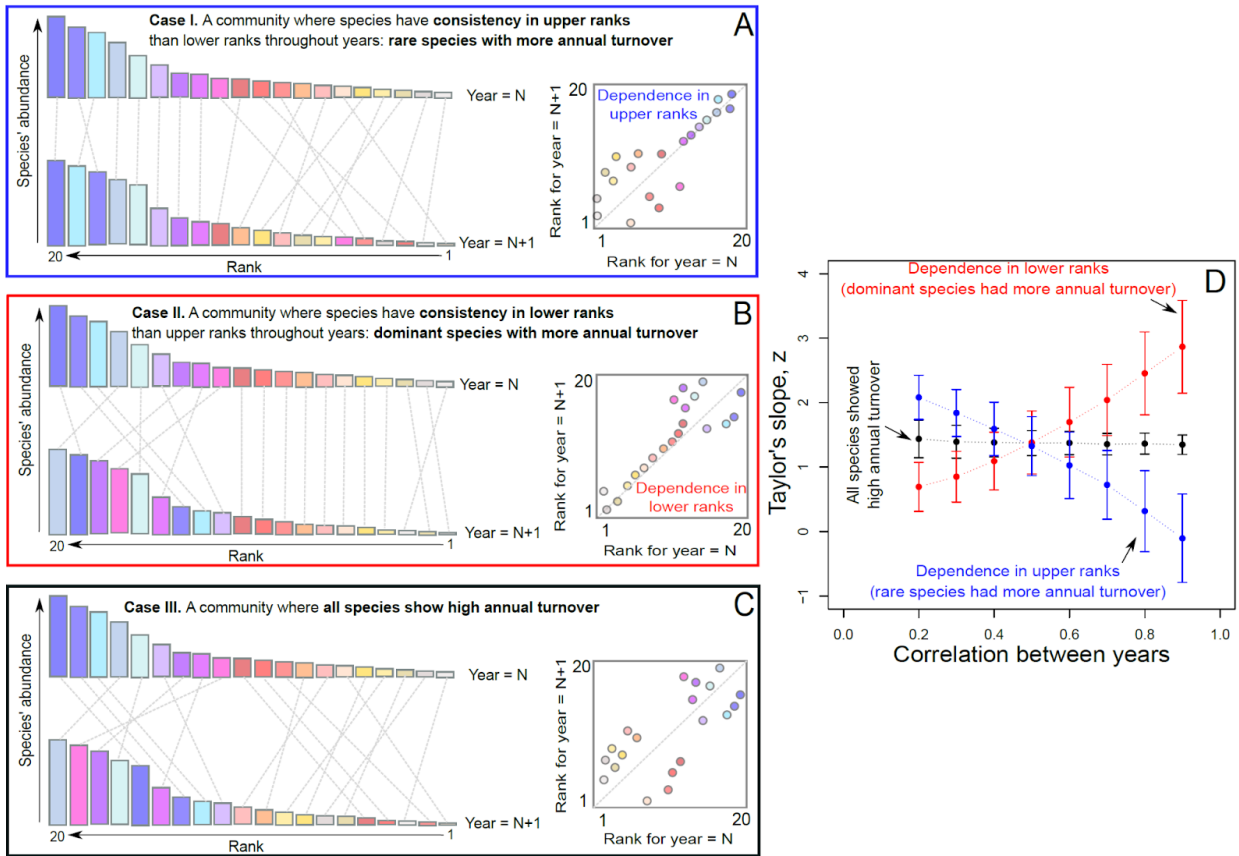 Case I. A community where species have consistency in upper ranks
than lower ranks throughout years: rare species with more annual turnover
A
Species' abundance
Year = N
Year = N+1
20
Rank
1
Dependence in
upper ranks
Rank for year = N+1
20
1
1
20
Rank for year = N
Case II. A community where species have consistency in lower ranks
than upper ranks throughout years: dominant species with more annual turnover
B
Species' abundance
Year = N
Year = N+1
20
Rank
1
Dependence in
lower ranks
Rank for year = N+1
20
1
1
20
Rank for year = N
Case III. A community where all species show high annual turnover
C
Species' abundance
Year = N
Year = N+1
20
Rank
1
Rank for year = N+1
20
1
1
20
Rank for year = N
D
Dependence in lower ranks
(dominant species had more annual turnover)
All species showed
high annual turnover
Dependence in upper ranks
(rare species had more annual turnover)
Taylor's slope, z
4
3
2
1
0
−1
0.0
0.2
0.4
0.6
0.8
1.0
Correlation between years